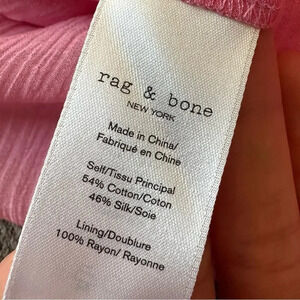 rag & bone
NEW YORK
Made in China/
Fabriqué en Chine
Self/Tissu Principal
54% Cotton/Coton
46% Silk/Soie
Lining/Doublure
100% Rayon/ Rayonne